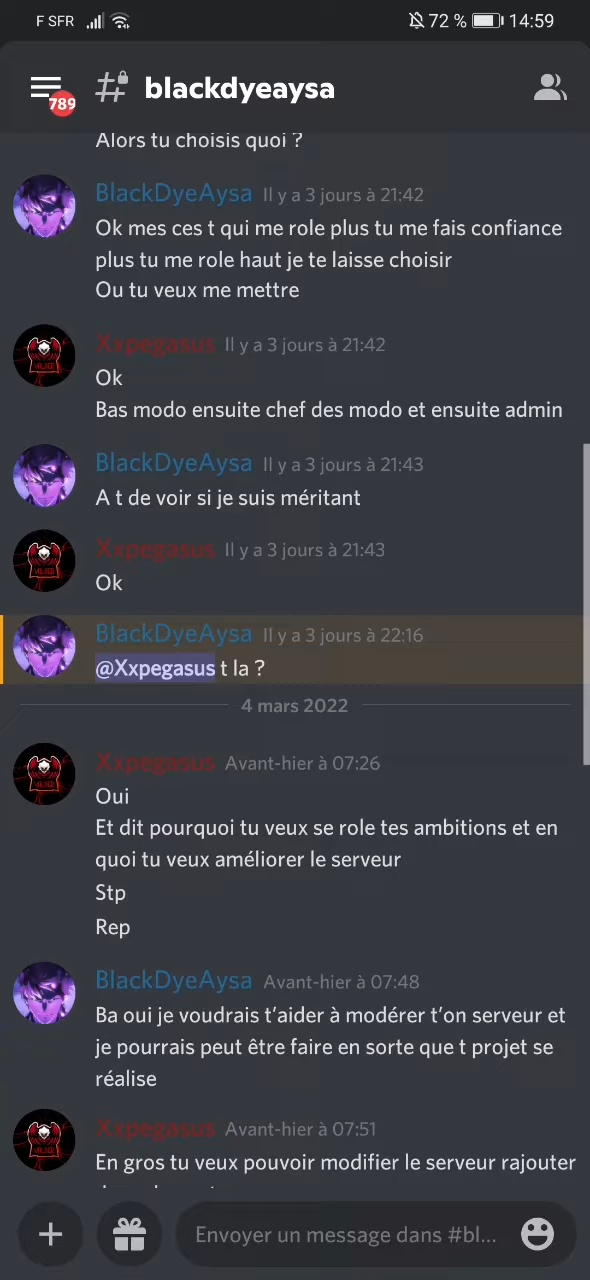 F SFR 72 % 14:59
789 blackdyeaysa
Alors tu choisis quoi ?
BlackDyeAysa Il y a 3 jours à 21:42
Ok mes ces t qui me role plus tu me fais confiance
plus tu me role haut je te laisse choisir
Ou tu veux me mettre
Xxpegasus Il y a 3 jours à 21:42
Ok
Bas modo ensuite chef des modo et ensuite admin
BlackDyeAysa Il y a 3 jours à 21:43
A t de voir si je suis méritant
Xxpegasus Il y a 3 jours à 21:43
Ok
BlackDyeAysa Il y a 3 jours à 22:16
@Xxpegasus t la ?
4 mars 2022
Xxpegasus Avant-hier à 07:26
Oui
Et dit pourquoi tu veux se role tes ambitions et en
quoi tu veux améliorer le serveur
Stp
Rep
BlackDyeAysa Avant-hier à 07:48
Ba oui je voudrais t'aider à modérer t'on serveur et
je pourrais peut être faire en sorte que t projet se
réalise
Xxpegasus Avant-hier à 07:51
En gros tu veux pouvoir modifier le serveur rajouter
Envoyer un message dans #bl...